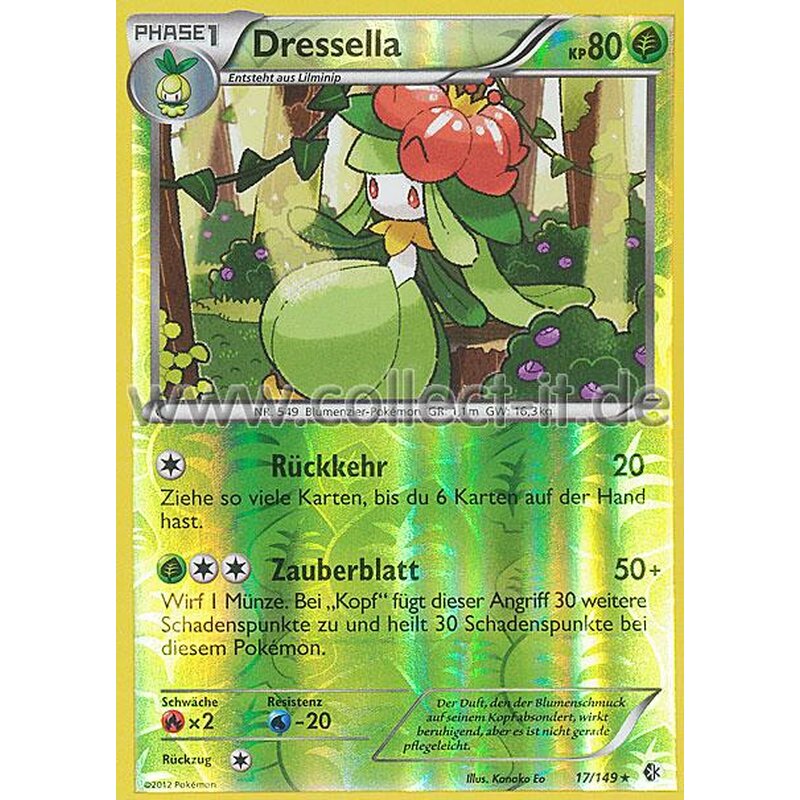 PHASE 1
Dressella
KP 80
Entsteht aus Lilminip
www.collect-it.de
NR. 549 Blumenzier-Pokémon GR: 1,1m GW: 16,3kg
Rückkehr 20
Ziehe so viele Karten, bis du 6 Karten auf der Hand
hast.
Zauberblatt 50+
Wirf 1 Münze. Bei „Kopf“ fügt dieser Angriff 30 weitere
Schadenspunkte zu und heilt 30 Schadenspunkte bei
diesem Pokémon.
Schwäche
×2
Resistenz
-20
Rückzug
Der Duft, den der Blumenschmuck
auf seinem Kopf absondert, wirkt
beruhigend, aber es ist nicht gerade
pflegeleicht.
©2012 Pokémon
Illus. Kanako Eo
17/149 ★